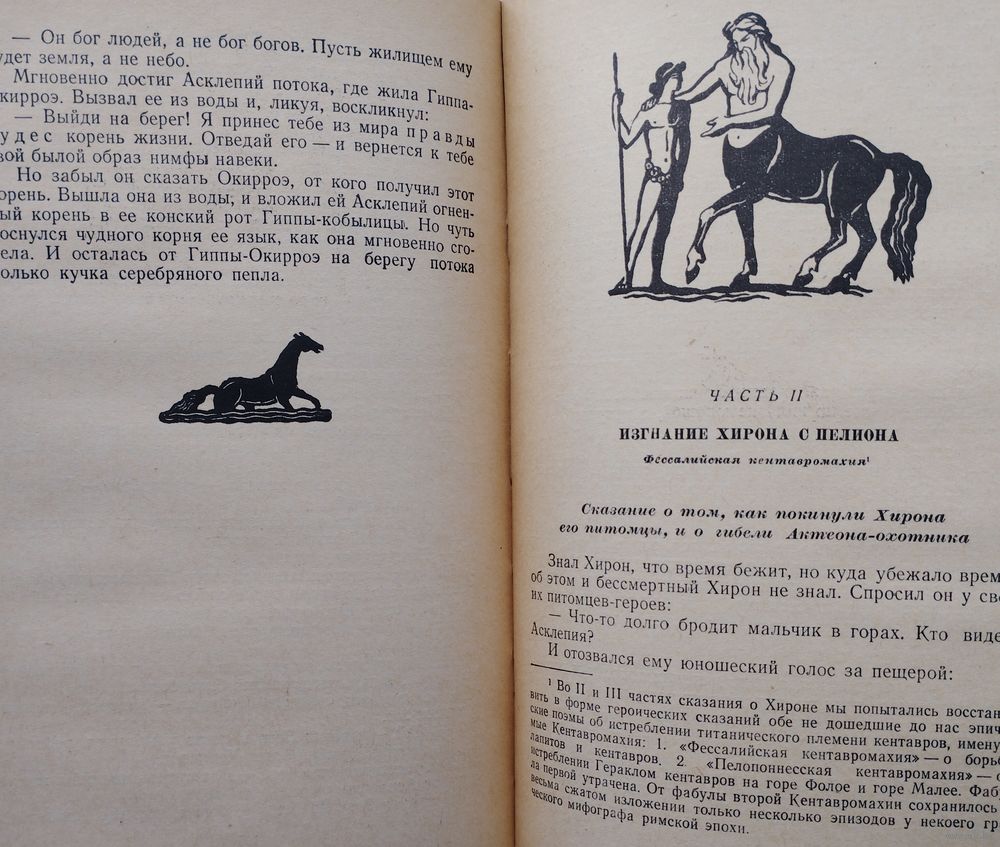 — Он бог людей, а не бог богов. Пусть жилищем ему
удет земля, а не небо.
Мгновенно достиг Асклепий потока, где жила Гиппа-
Окирроэ. Вызвал ее из воды и, ликуя, воскликнул:
— Выйди на берег! Я принес тебе из мира правды
чудес корень жизни. Отведай его — и вернется к тебе
вой былой образ нимфы навеки.
Но забыл он сказать Окирроэ, от кого получил этот
орень. Вышла она из воды, и вложил ей Асклепий огнен-
ный корень в ее конский рот Гиппы-кобылицы. Но чуть
оснулся чудного корня ее язык, как она мгновенно сго-
ела. И осталась от Гиппы-Окирроэ на берегу потока
олько кучка серебряного пепла.
ЧАСТЬ II
ИЗГНАНИЕ ХИРОНА С ПЕЛИОНА
Фессалийская кентавромахия¹
Сказание о том, как покинули Хирона
его питомцы, и о гибели Актеона-охотника
Знал Хирон, что время бежит, но куда убежало врем
об этом и бессмертный Хирон не знал. Спросил он у сво
их питомцев-героев:
— Что-то долго бродит мальчик в горах. Кто виде
Асклепия?
И отозвался ему юношеский голос за пещерой:
¹ Во II и III частях сказания о Хироне мы попытались восстан
вить в форме героических сказаний обе не дошедшие до нас эпич
ские поэмы об истреблении титанического племени кентавров, имену
мые Кентавромахия: 1. «Фессалийская кентавромахия» — о борь
лапитов и кентавров. 2. «Пелопоннесская кентавромахия» — о
истреблении Гераклом кентавров на горе Фолое и горе Малее. Фабу
ла первой утрачена. От фабулы второй Кентавромахии сохранилось
весьма сжатом изложении только несколько эпизодов у некоего гре
ческого мифографа римской эпохи.